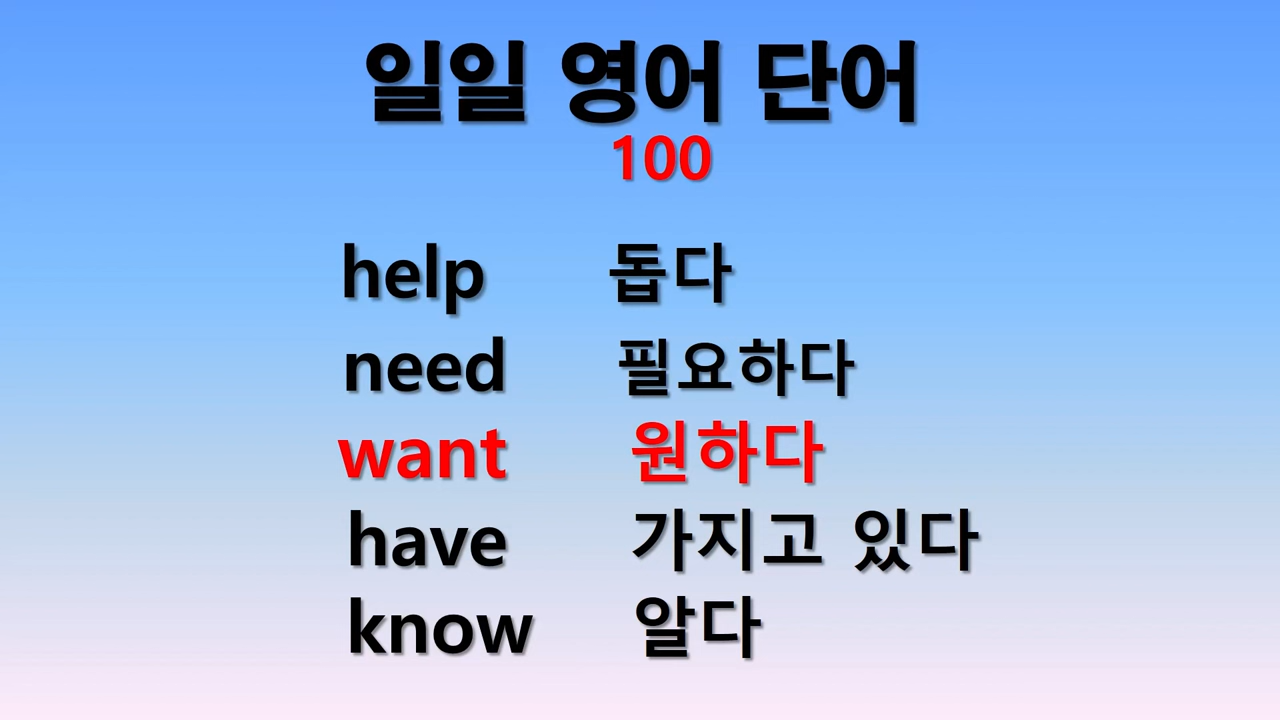 일일 영어 단어
100
help 돕다
need 필요하다
want 원하다
have 가지고 있다
know 알다